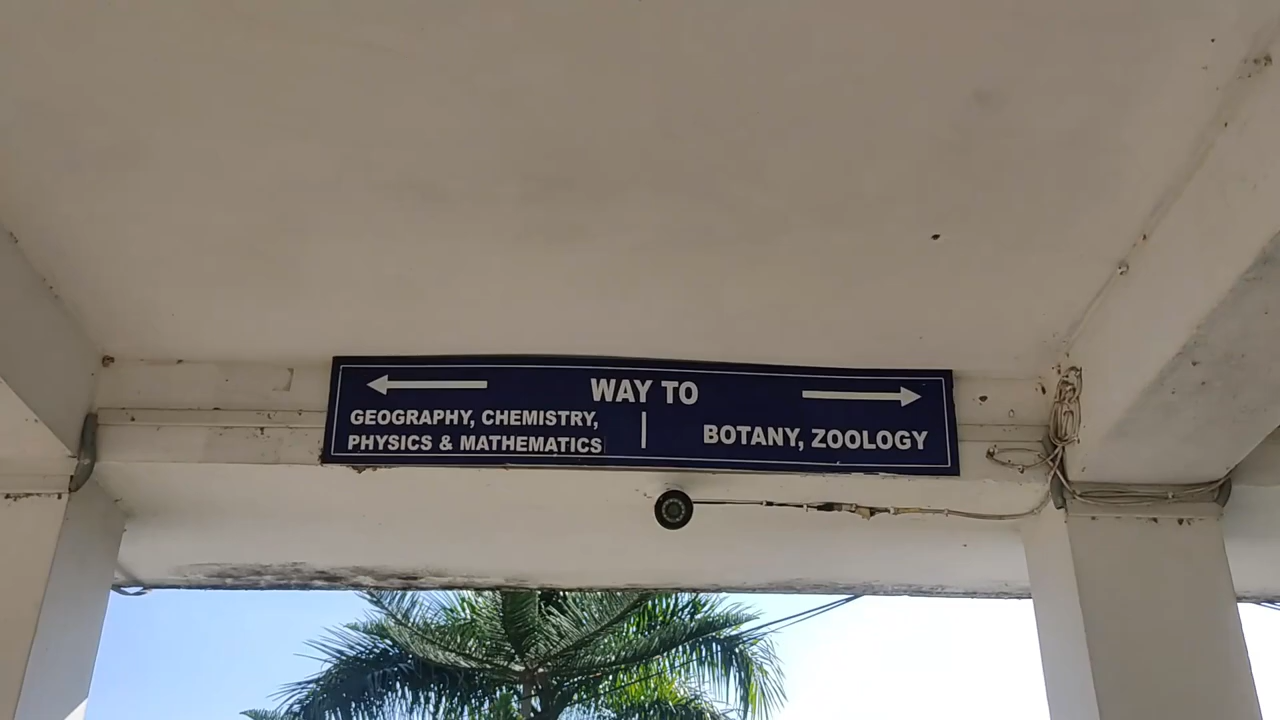 WAY TO
GEOGRAPHY, CHEMISTRY,
PHYSICS & MATHEMATICS
BOTANY, ZOOLOGY